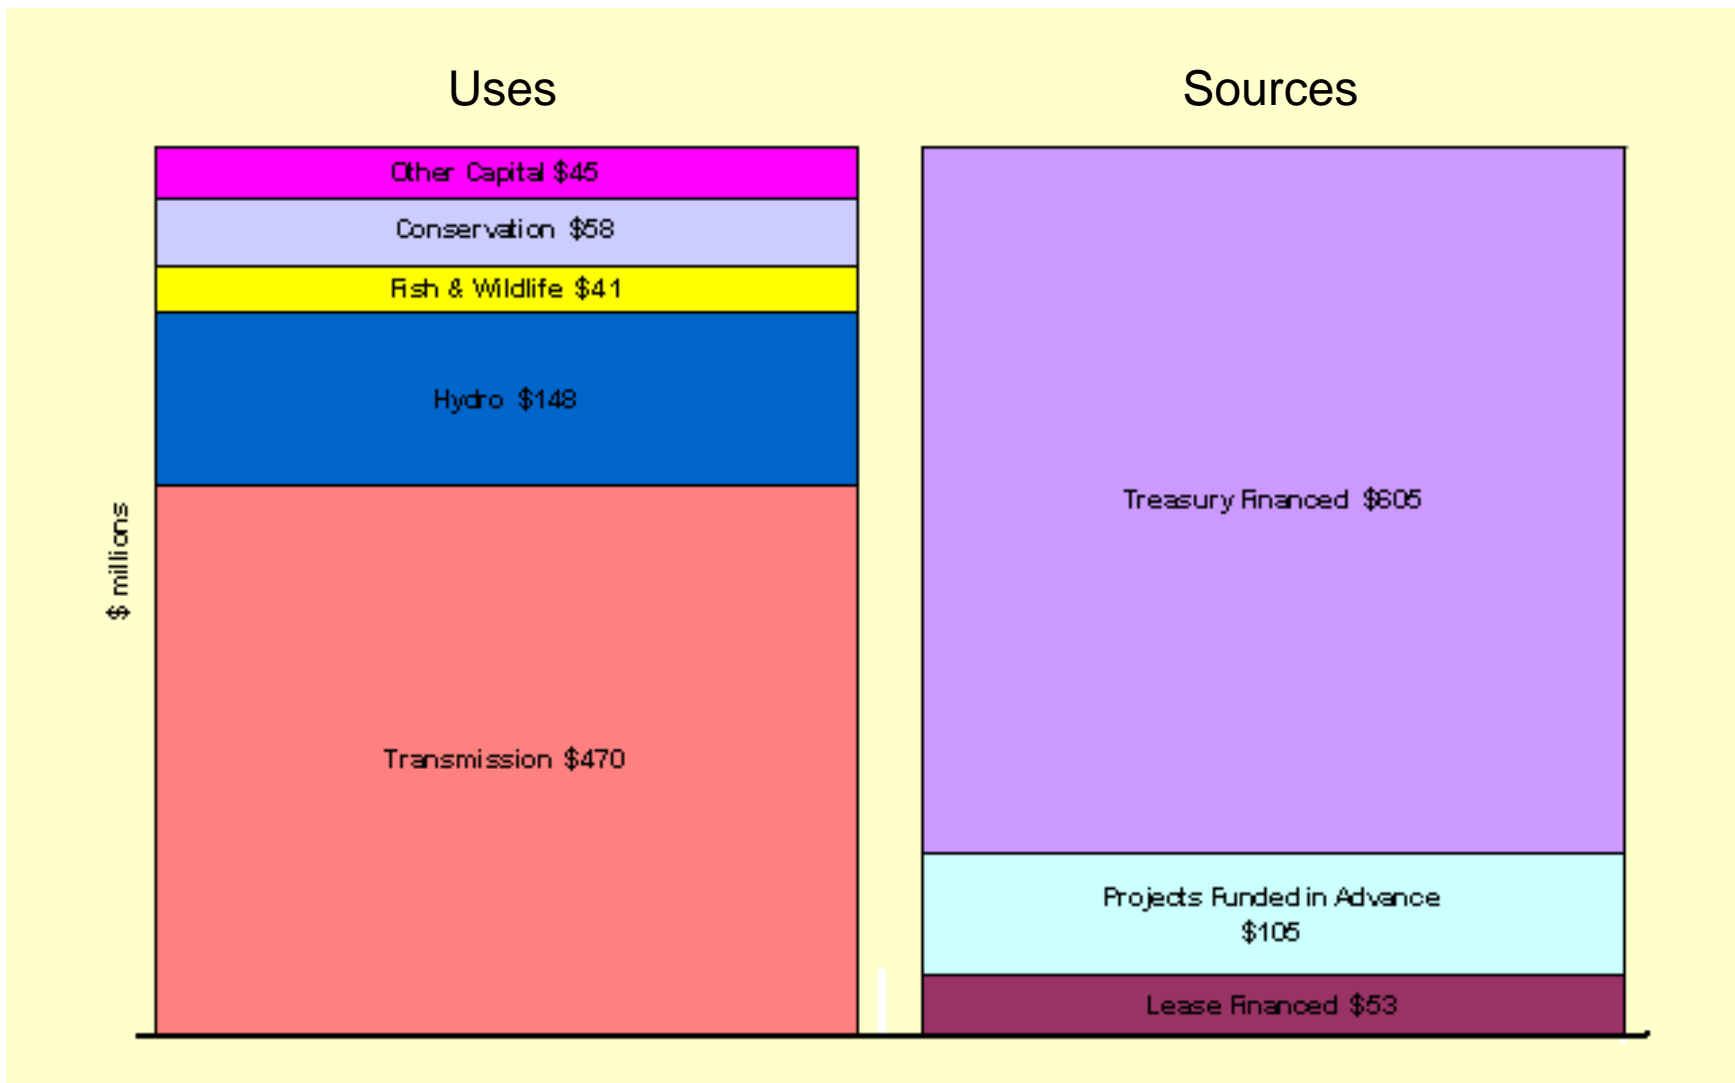 Uses
Sources
Other Capital $45
Conservation $58
Fish & Wildlife $41
Hydro $148
Transmission $470
$ millions
Treasury Financed $605
Projects Funded in Advance
$105
Lease Financed $53